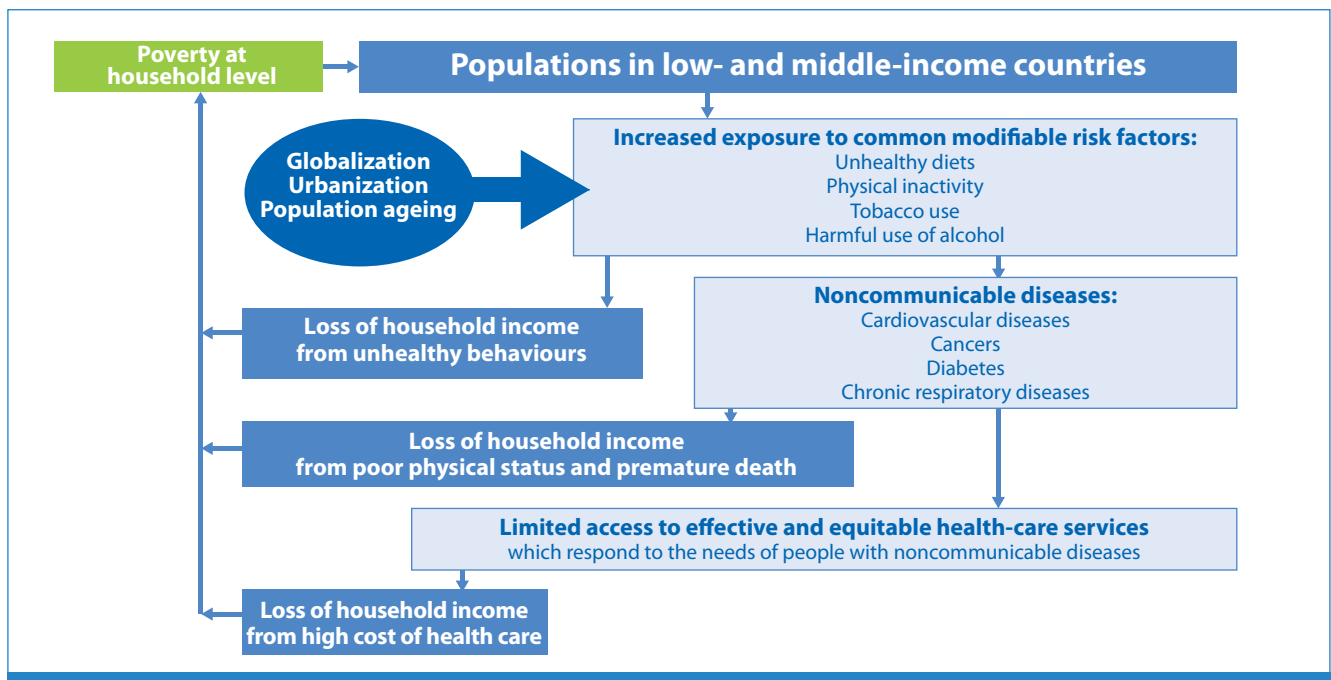 Poverty at
household level
Populations in low- and middle-income countries
Increased exposure to common modifiable risk factors:
Unhealthy diets
Physical inactivity
Tobacco use
Harmful use of alcohol
Globalization
Urbanization
Population ageing
Noncommunicable diseases:
Cardiovascular diseases
Cancers
Diabetes
Chronic respiratory diseases
Loss of household income
from unhealthy behaviours
Loss of household income
from poor physical status and premature death
Limited access to effective and equitable health-care services
which respond to the needs of people with noncommunicable diseases
Loss of household income
from high cost of health care